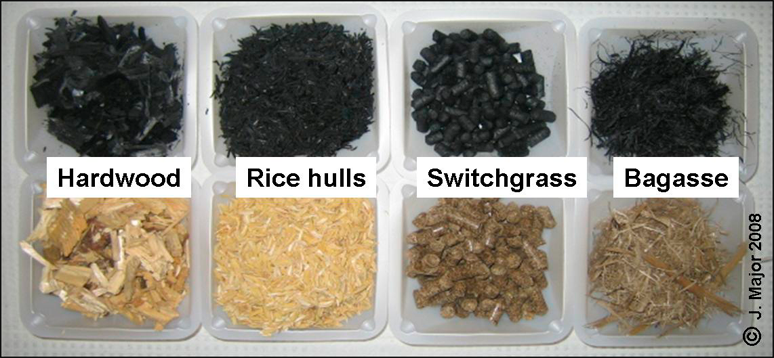 Hardwood
Rice hulls
Switchgrass
Bagasse
© J. Major 2008